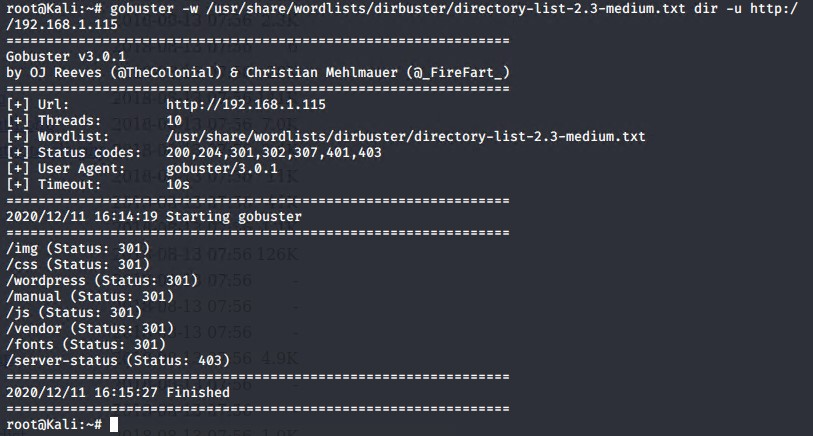 root@Kali:~# gobuster -w /usr/share/wordlists/dirbuster/directory-list-2.3-medium.txt dir -u http:/
/192.168.1.115
===============================================================
Gobuster v3.0.1
by OJ Reeves (@TheColonial) & Christian Mehlmauer (@_FireFart_)
===============================================================
[+] Url:            http://192.168.1.115
[+] Threads:        10
[+] Wordlist:       /usr/share/wordlists/dirbuster/directory-list-2.3-medium.txt
[+] Status codes:   200,204,301,302,307,401,403
[+] User Agent:     gobuster/3.0.1
[+] Timeout:        10s
===============================================================
2020/12/11 16:14:19 Starting gobuster
===============================================================
/img (Status: 301)
/css (Status: 301)
/wordpress (Status: 301)
/manual (Status: 301)
/js (Status: 301)
/vendor (Status: 301)
/fonts (Status: 301)
/server-status (Status: 403)
===============================================================
2020/12/11 16:15:27 Finished
===============================================================
root@Kali:~#